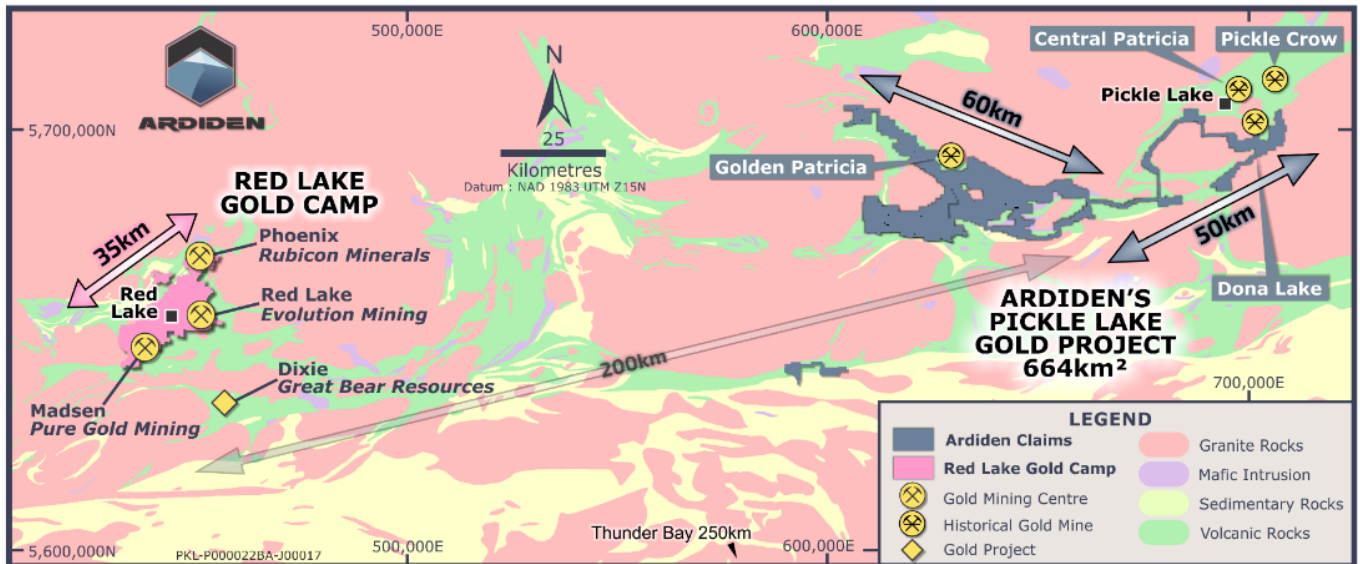 500,000E
600,000E
Central Patricia
Pickle Crow
ARDIDEN
N
60km
Pickle Lake
5,700,000N
25
Kilometres
Datum : NAD 1983 UTM Z15N
Golden Patricia
RED LAKE
GOLD CAMP
35km
Phoenix
Rubicon Minerals
50km
Red
Lake
Red Lake
Evolution Mining
Dona Lake
ARDIDEN'S
PICKLE LAKE
GOLD PROJECT
664km²
200km
Dixie
Great Bear Resources
700,000E
Madsen
Pure Gold Mining
LEGEND
Ardiden Claims
Red Lake Gold Camp
Gold Mining Centre
Historical Gold Mine
Gold Project
Granite Rocks
Mafic Intrusion
Sedimentary Rocks
Volcanic Rocks
Thunder Bay 250km
5,600,000N
PKL-P000022BA-J00017
500,000E
600,000E